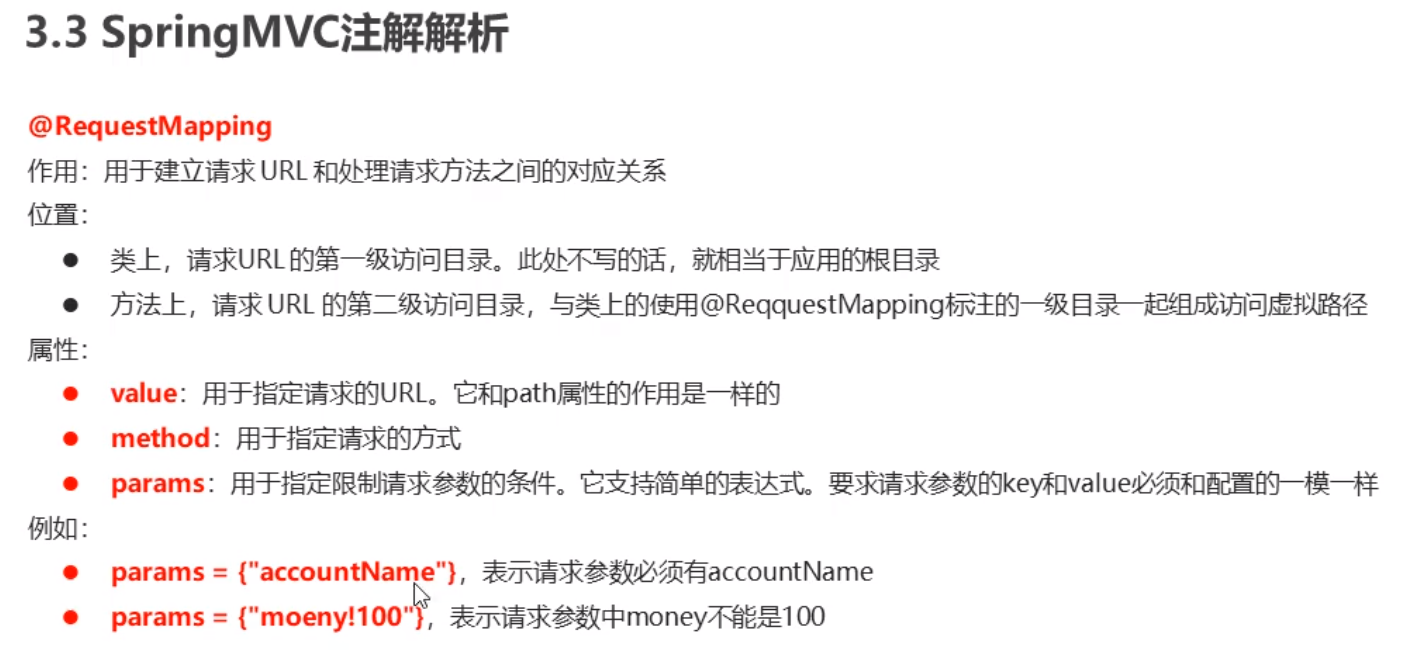 3.3 SpringMVC注解解析
@RequestMapping
作用：用于建立请求 URL 和处理请求方法之间的对应关系
位置：
● 类上，请求URL 的第一级访问目录。此处不写的话，就相当于应用的根目录
● 方法上，请求 URL 的第二级访问目录，与类上的使用@ReqquestMapping标注的一级目录一起组成访问虚拟路径
属性：
● value：用于指定请求的URL。它和path属性的作用是一样的
● method：用于指定请求的方式
● params：用于指定限制请求参数的条件。它支持简单的表达式。要求请求参数的key和value必须和配置的一模一样
例如：
● params = {"accountName"}，表示请求参数必须有accountName
● params = {"moeny!100"}，表示请求参数中money不能是100